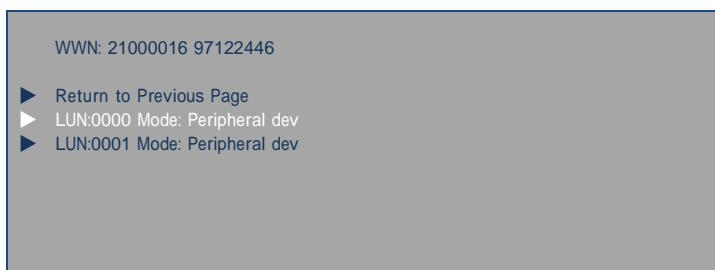 WWN: 21000016 97122446
Return to Previous Page
LUN:0000 Mode: Peripheral dev
LUN:0001 Mode: Peripheral dev